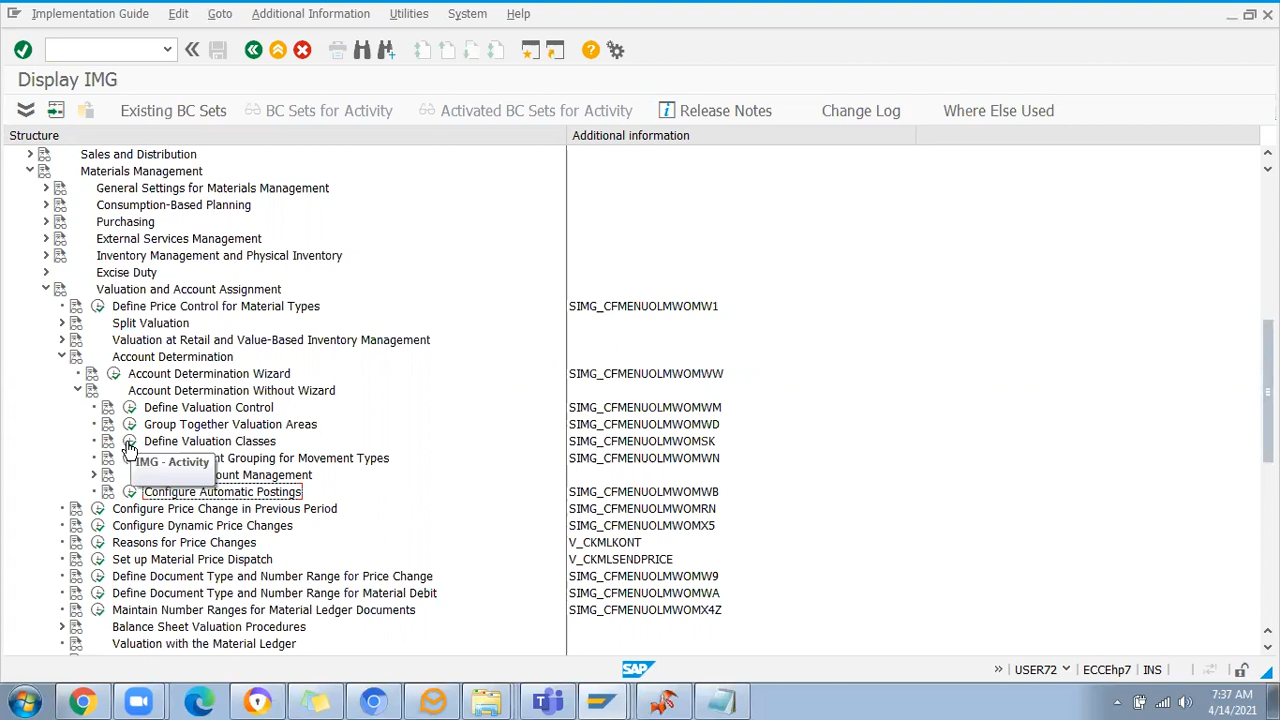 Implementation Guide Edit Goto Additional Information Utilities System Help
Display IMG
Existing BC Sets BC Sets for Activity Activated BC Sets for Activity Release Notes Change Log Where Else Used
Structure Additional information
Sales and Distribution
Materials Management
General Settings for Materials Management
Consumption-Based Planning
Purchasing
External Services Management
Inventory Management and Physical Inventory
Excise Duty
Valuation and Account Assignment
Define Price Control for Material Types SIMG_CFMENUOLMWOMW1
Split Valuation
Valuation at Retail and Value-Based Inventory Management
Account Determination
Account Determination Wizard SIMG_CFMENUOLMWOMWW
Account Determination Without Wizard
Define Valuation Control SIMG_CFMENUOLMWOMWM
Group Together Valuation Areas SIMG_CFMENUOLMWOMWD
Define Valuation Classes SIMG_CFMENUOLMWOMSK
Grouping for Movement Types SIMG_CFMENUOLMWOMWN
IMG - Activity
Management
Configure Automatic Postings SIMG_CFMENUOLMWOMWB
Configure Price Change in Previous Period SIMG_CFMENUOLMWOMRN
Configure Dynamic Price Changes SIMG_CFMENUOLMWOMX5
Reasons for Price Changes V_CKMLKONT
Set up Material Price Dispatch V_CKMLSENDPRICE
Define Document Type and Number Range for Price Change SIMG_CFMENUOLMWOMW9
Define Document Type and Number Range for Material Debit SIMG_CFMENUOLMWOMWA
Maintain Number Ranges for Material Ledger Documents SIMG_CFMENUOLMWOMX4Z
Balance Sheet Valuation Procedures
Valuation with the Material Ledger
SAP USER72 ECCEhp7 INS
7:37 AM
4/14/2021